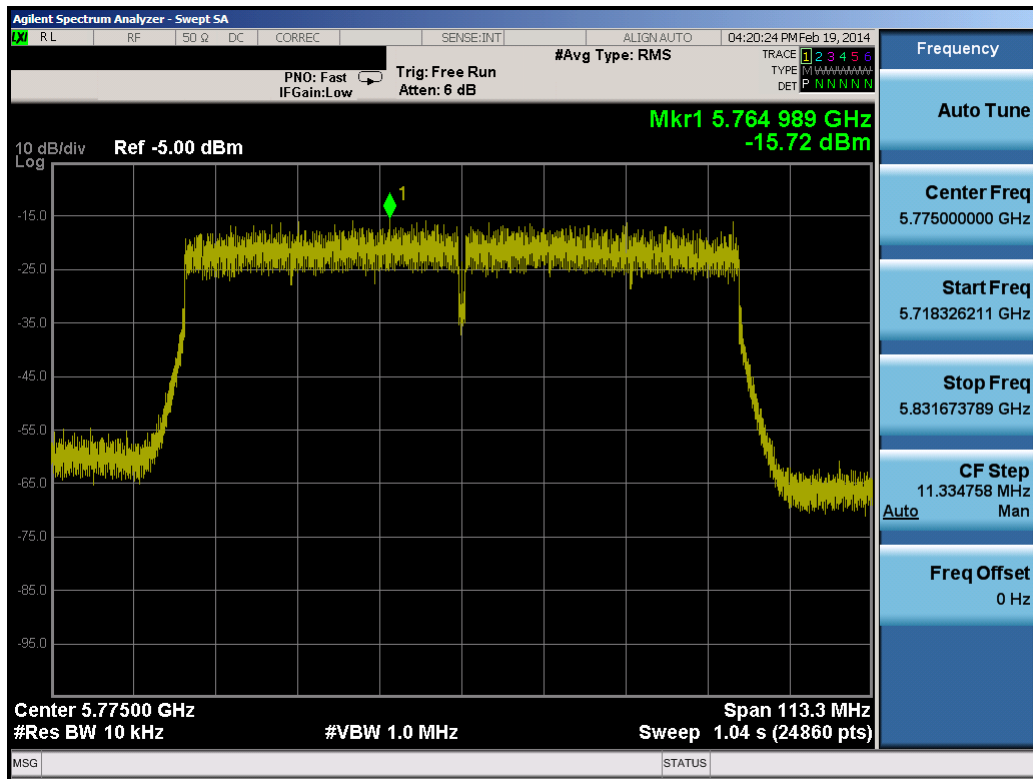 Agilent Spectrum Analyzer - Swept SA
LXI RL RF 50 Ω DC CORREC SENSE:INT ALIGN AUTO 04:20:24 PM Feb 19, 2014
#Avg Type: RMS
TRACE 1 2 3 4 5 6
PNO: Fast Trig: Free Run
TYPE M W W W W W
IFGain:Low Atten: 6 dB
DET P N N N N N
Mkr1 5.764 989 GHz
-15.72 dBm
10 dB/div Ref -5.00 dBm
Log
1
-15.0
-25.0
-35.0
-45.0
-55.0
-65.0
-75.0
-85.0
-95.0
Center 5.77500 GHz Span 113.3 MHz
#Res BW 10 kHz #VBW 1.0 MHz Sweep 1.04 s (24860 pts)
MSG STATUS
Frequency
Auto Tune
Center Freq
5.775000000 GHz
Start Freq
5.718326211 GHz
Stop Freq
5.831673789 GHz
CF Step
11.334758 MHz
Auto Man
Freq Offset
0 Hz